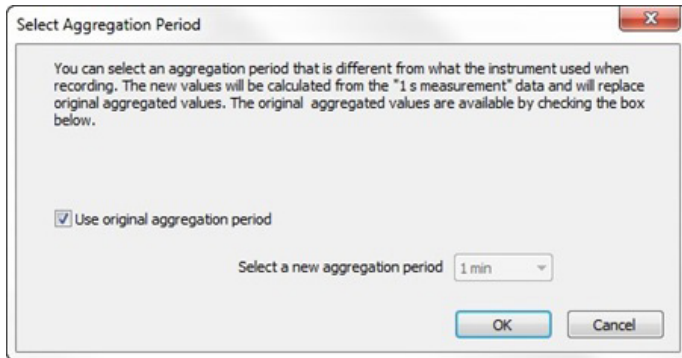 Select Aggregation Period
You can select an aggregation period that is different from what the instrument used when
recording. The new values will be calculated from the "1 s measurement" data and will replace
original aggregated values. The original aggregated values are available by checking the box
below.
Use original aggregation period
Select a new aggregation period 1 min
OK Cancel